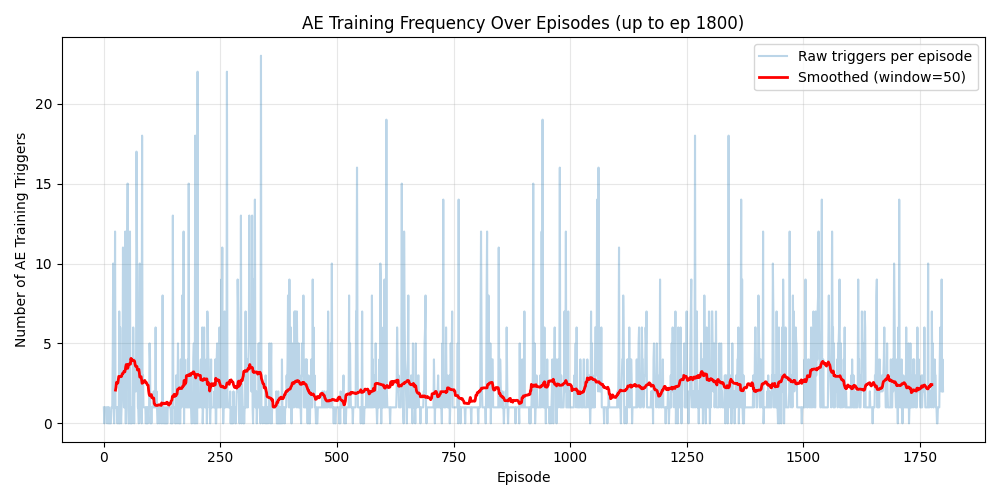 AE Training Frequency Over Episodes (up to ep 1800)
Raw triggers per episode
Smoothed (window=50)
Number of AE Training Triggers
20
15
10
5
0
0 250 500 750 1000 1250 1500 1750
Episode